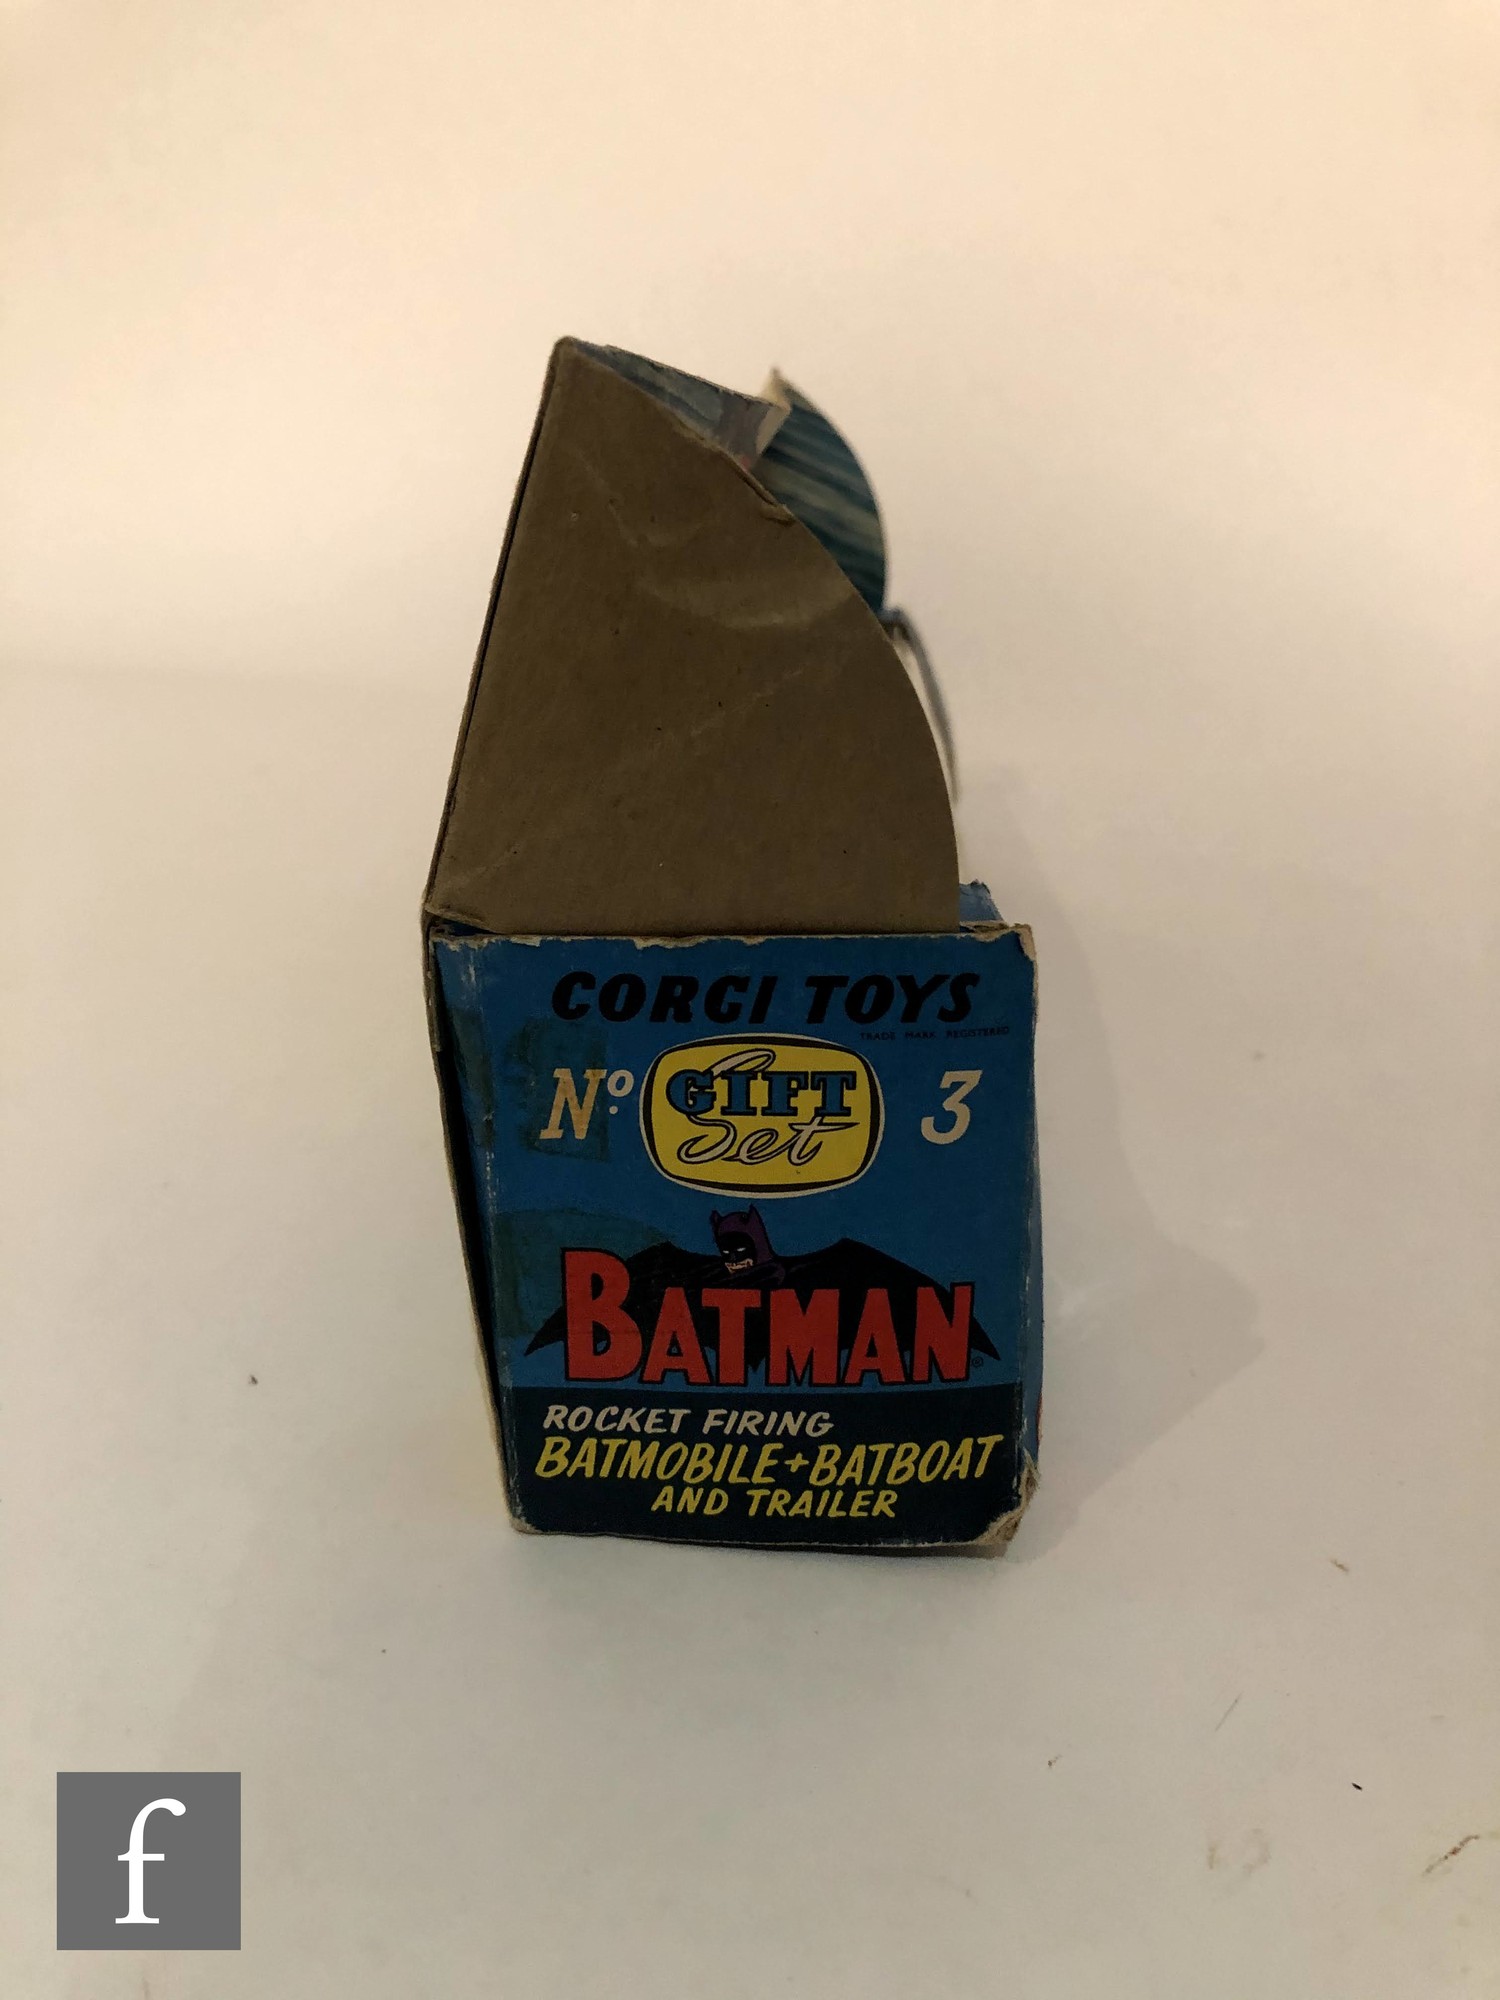 CORGI TOYS
TRADE MARK REGISTERED
Nº. GIFT Set 3
BATMAN®
ROCKET FIRING
BATMOBILE+BATBOAT
AND TRAILER
f